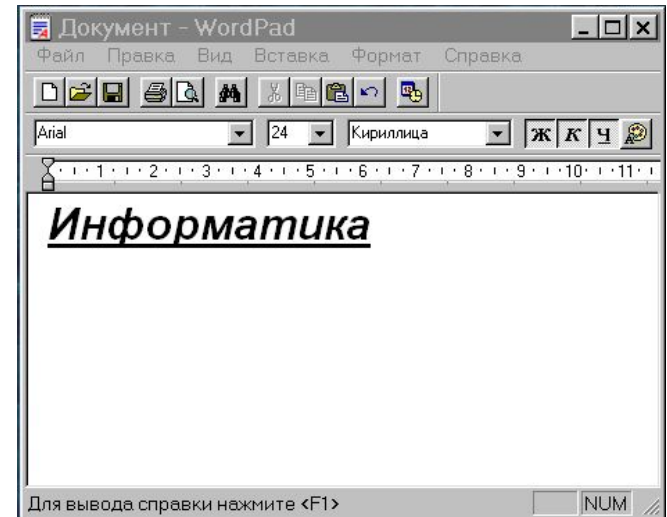 Документ - WordPad
Файл Правка Вид Вставка Формат Справка
Arial 24 Кириллица Ж К Ч
1 2 3 4 5 6 7 8 9 10 11
Информатика
Для вывода справки нажмите <F1> NUM